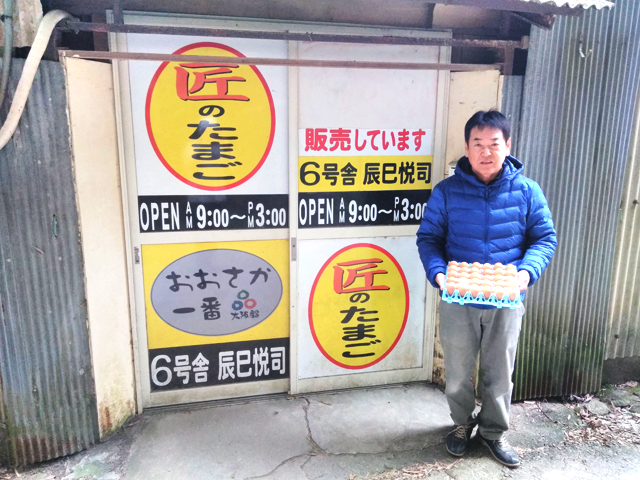 匠のたまご
OPEN AM 9:00～PM 3:00
おおさか
一番
大阪館
6号舎 辰巳悦司
販売しています
6号舎 辰巳悦司
OPEN AM 9:00～PM 3:00
匠のたまご